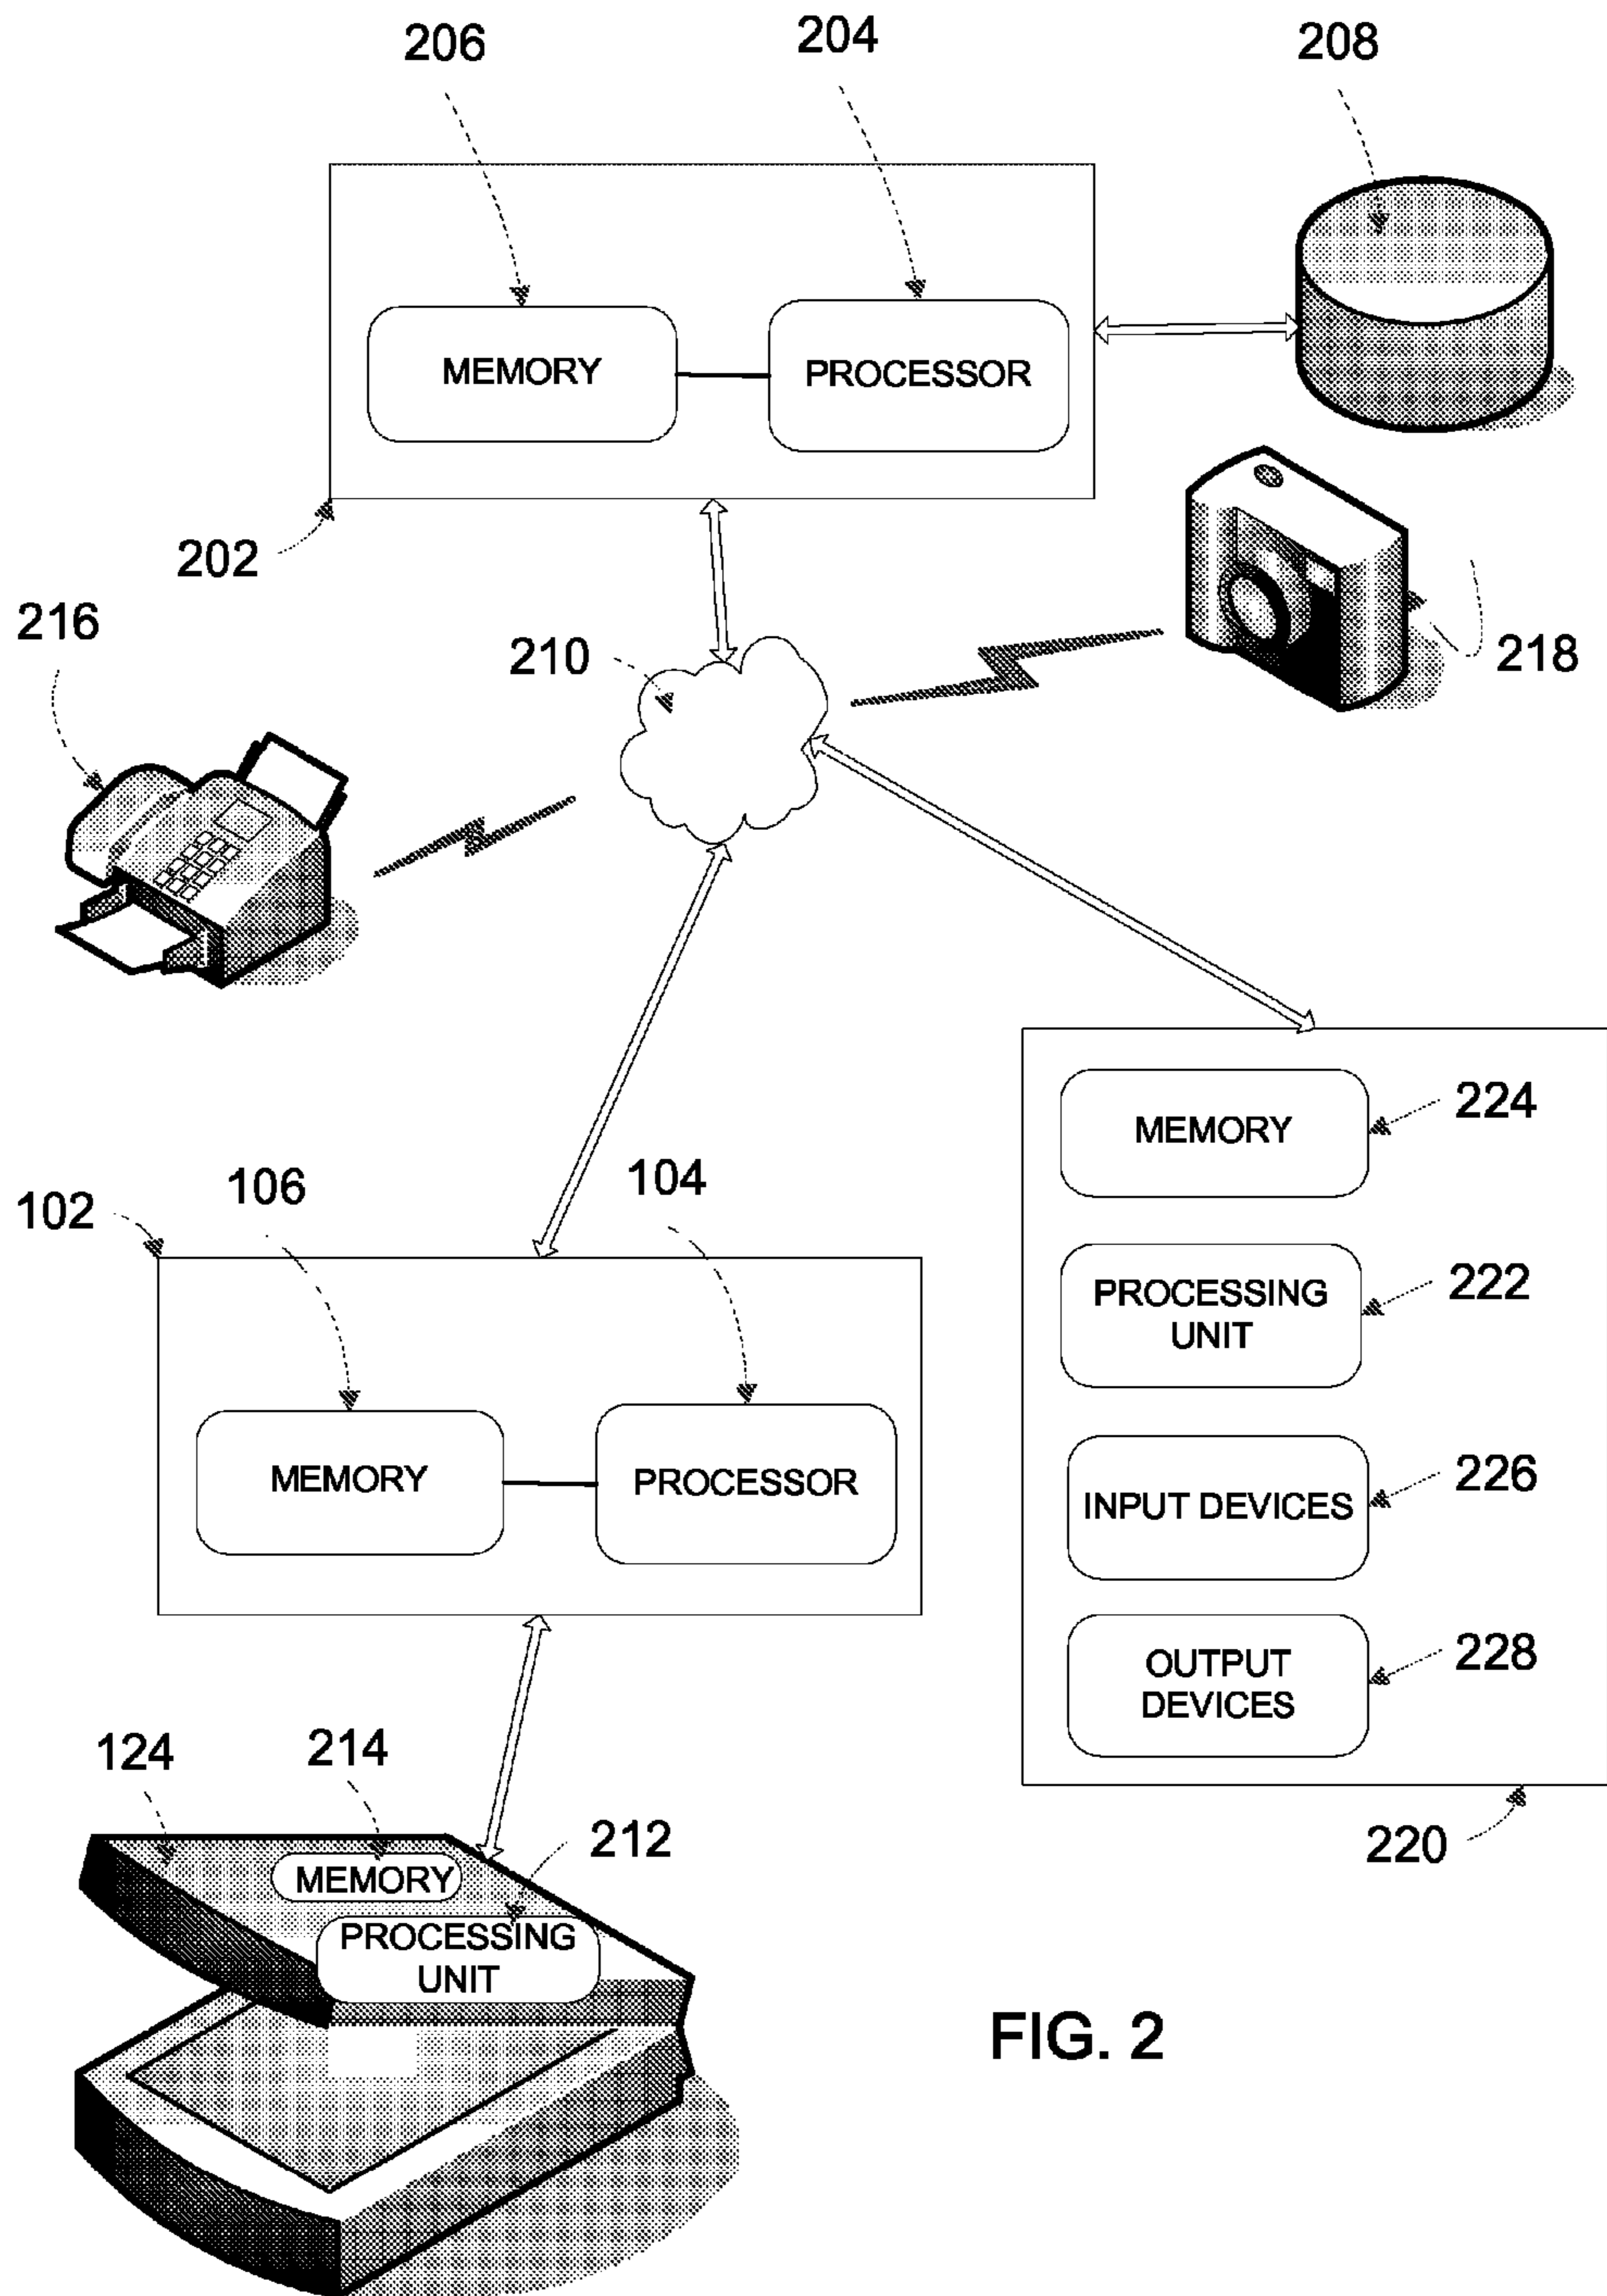 206
204
208
MEMORY
PROCESSOR
202
216
210
218
224
MEMORY
106
104
102
222
PROCESSING
UNIT
MEMORY
PROCESSOR
226
INPUT DEVICES
228
OUTPUT
DEVICES
124
214
212
220
MEMORY
PROCESSING
UNIT
FIG. 2